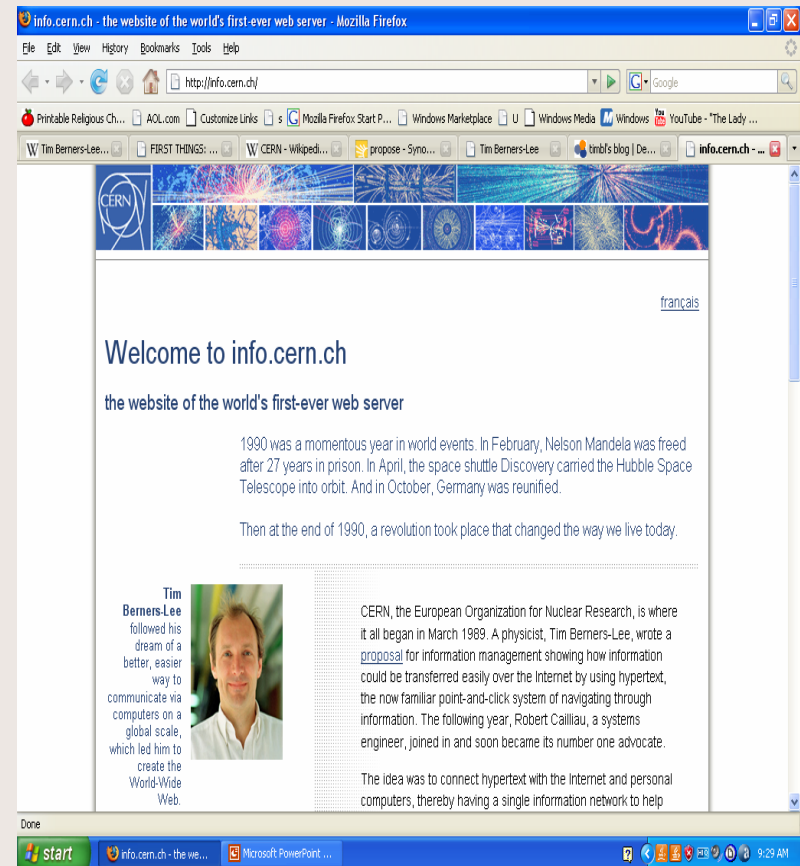 info.cern.ch - the website of the world's first-ever web server - Mozilla Firefox
File Edit View History Bookmarks Tools Help
http://info.cern.ch/
G Google
Printable Religious Ch... AOL.com Customize Links s Mozilla Firefox Start P... Windows Marketplace U Windows Media Windows YouTube - "The Lady ...
W Tim Berners-Lee... FIRST THINGS: ... W CERN - Wikipedi... propose - Syno... Tim Berners-Lee timbl's blog | De... info.cern.ch - ...
CERN
français
Welcome to info.cern.ch
the website of the world's first-ever web server
1990 was a momentous year in world events. In February, Nelson Mandela was freed
after 27 years in prison. In April, the space shuttle Discovery carried the Hubble Space
Telescope into orbit. And in October, Germany was reunified.
Then at the end of 1990, a revolution took place that changed the way we live today.
Tim
Berners-Lee
followed his
dream of a
better, easier
way to
communicate via
computers on a
global scale,
which led him to
create the
World-Wide
Web.
CERN, the European Organization for Nuclear Research, is where
it all began in March 1989. A physicist, Tim Berners-Lee, wrote a
proposal for information management showing how information
could be transferred easily over the Internet by using hypertext,
the now familiar point-and-click system of navigating through
information. The following year, Robert Cailliau, a systems
engineer, joined in and soon became its number one advocate.
The idea was to connect hypertext with the Internet and personal
computers, thereby having a single information network to help
Done
start info.cern.ch - the we... Microsoft PowerPoint ... 9:29 AM